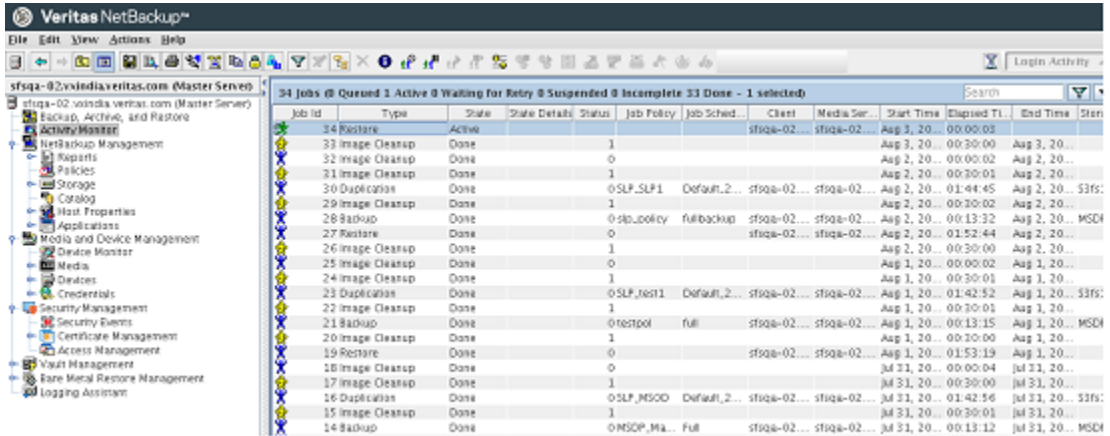 Veritas NetBackup™
File Edit View Actions Help
Login Activity
sfsqa-02.vxindia.veritas.com (Master Server)
sfsqa-02.vxindia.veritas.com (Master Server)
Backup, Archive, and Restore
Activity Monitor
NetBackup Management
Reports
Policies
Storage
Catalog
Host Properties
Applications
Media and Device Management
Device Monitor
Media
Devices
Credentials
Security Management
Security Events
Certificate Management
Access Management
Vault Management
Bare Metal Restore Management
Logging Assistant
34 Jobs (0 Queued 1 Active 0 Waiting for Retry 0 Suspended 0 Incomplete 33 Done - 1 selected)
Search
Job Id Type State State Details Status Job Policy Job Sched... Client Media Ser... Start Time Elapsed Ti... End Time
34 Restore Active sfsqa-02... Aug 3, 20... 00:00:03
33 Image Cleanup Done 1 Aug 3, 20... 00:30:00 Aug 3, 20...
32 Image Cleanup Done 0 Aug 2, 20... 00:00:02 Aug 2, 20...
31 Image Cleanup Done 1 Aug 2, 20... 00:30:01 Aug 2, 20...
30 Duplication Done 0 SLP_SLP1 Default_2... sfsqa-02... sfsqa-02... Aug 2, 20... 01:44:45 Aug 2, 20... S3fs:
29 Image Cleanup Done 1 Aug 2, 20... 00:30:02 Aug 2, 20...
28 Backup Done 0 slp_policy fullbackup sfsqa-02... sfsqa-02... Aug 2, 20... 00:13:32 Aug 2, 20... MSDP
27 Restore Done 0 sfsqa-02... sfsqa-02... Aug 2, 20... 01:52:44 Aug 2, 20...
26 Image Cleanup Done 1 Aug 2, 20... 00:30:00 Aug 2, 20...
25 Image Cleanup Done 0 Aug 1, 20... 00:00:02 Aug 1, 20...
24 Image Cleanup Done 1 Aug 1, 20... 00:30:01 Aug 1, 20...
23 Duplication Done 0 SLP_test1 Default_2... sfsqa-02... sfsqa-02... Aug 1, 20... 01:42:52 Aug 1, 20... S3fs:
22 Image Cleanup Done 1 Aug 1, 20... 00:30:01 Aug 1, 20...
21 Backup Done 0 testpol full sfsqa-02... sfsqa-02... Aug 1, 20... 00:13:15 Aug 1, 20... MSDP
20 Image Cleanup Done 1 Aug 1, 20... 00:30:00 Aug 1, 20...
19 Restore Done 0 sfsqa-02... sfsqa-02... Aug 1, 20... 01:53:19 Aug 1, 20...
18 Image Cleanup Done 0 Jul 31, 20... 00:00:04 Jul 31, 20...
17 Image Cleanup Done 1 Jul 31, 20... 00:30:00 Jul 31, 20...
16 Duplication Done 0 Default_2... sfsqa-02... sfsqa-02... Jul 31, 20... 01:42:56 Jul 31, 20... S3fs:
15 Image Cleanup Done 1 Jul 31, 20... 00:30:01 Jul 31, 20...
14 Backup Done 0 MSDP_Ma... Full sfsqa-02... sfsqa-02... Jul 31, 20... 00:13:12 Jul 31, 20... MSDP